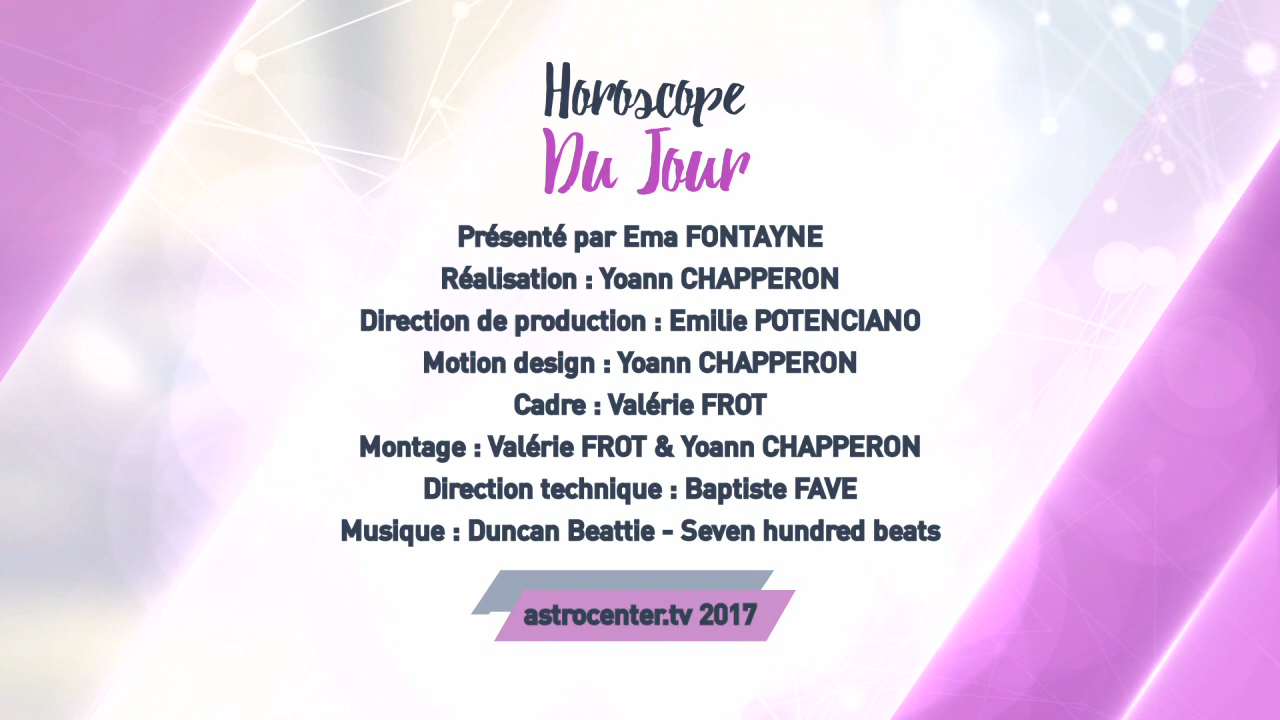 Horoscope
Du Jour
Présenté par Ema FONTAYNE
Réalisation : Yoann CHAPPERON
Direction de production : Emilie POTENCIANO
Motion design : Yoann CHAPPERON
Cadre : Valérie FROT
Montage : Valérie FROT & Yoann CHAPPERON
Direction technique : Baptiste FAVE
Musique : Duncan Beattie - Seven hundred beats
astrocenter.tv 2017